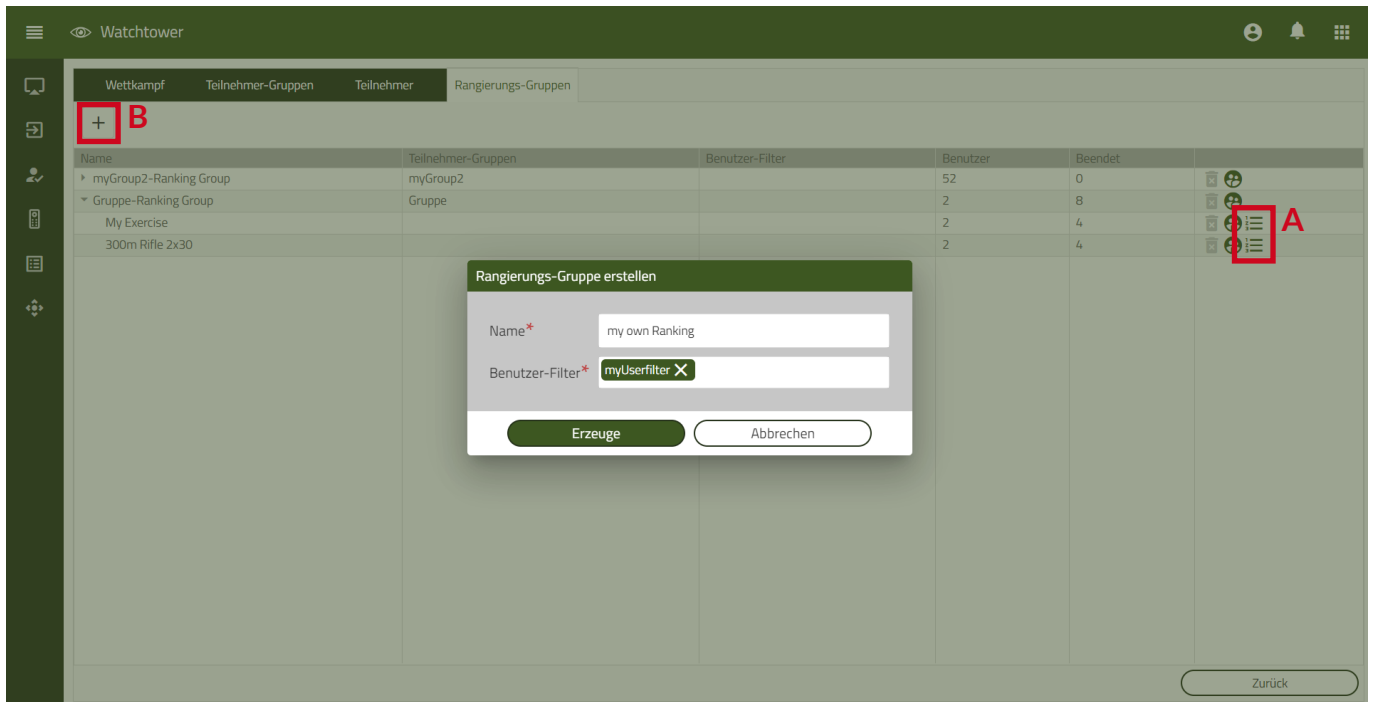 Watchtower
Wettkampf Teilnehmer-Gruppen Teilnehmer Rangierungs-Gruppen
+ B
Name Teilnehmer-Gruppen Benutzer-Filter Benutzer Beendet
myGroup2-Ranking Group myGroup2 52 0
Gruppe-Ranking Group Gruppe 2 8
My Exercise 2 4 A
300m Rifle 2x30 2 4
Rangierungs-Gruppe erstellen
Name* my own Ranking
Benutzer-Filter* myUserfilter X
Erzeuge Abbrechen
Zurück